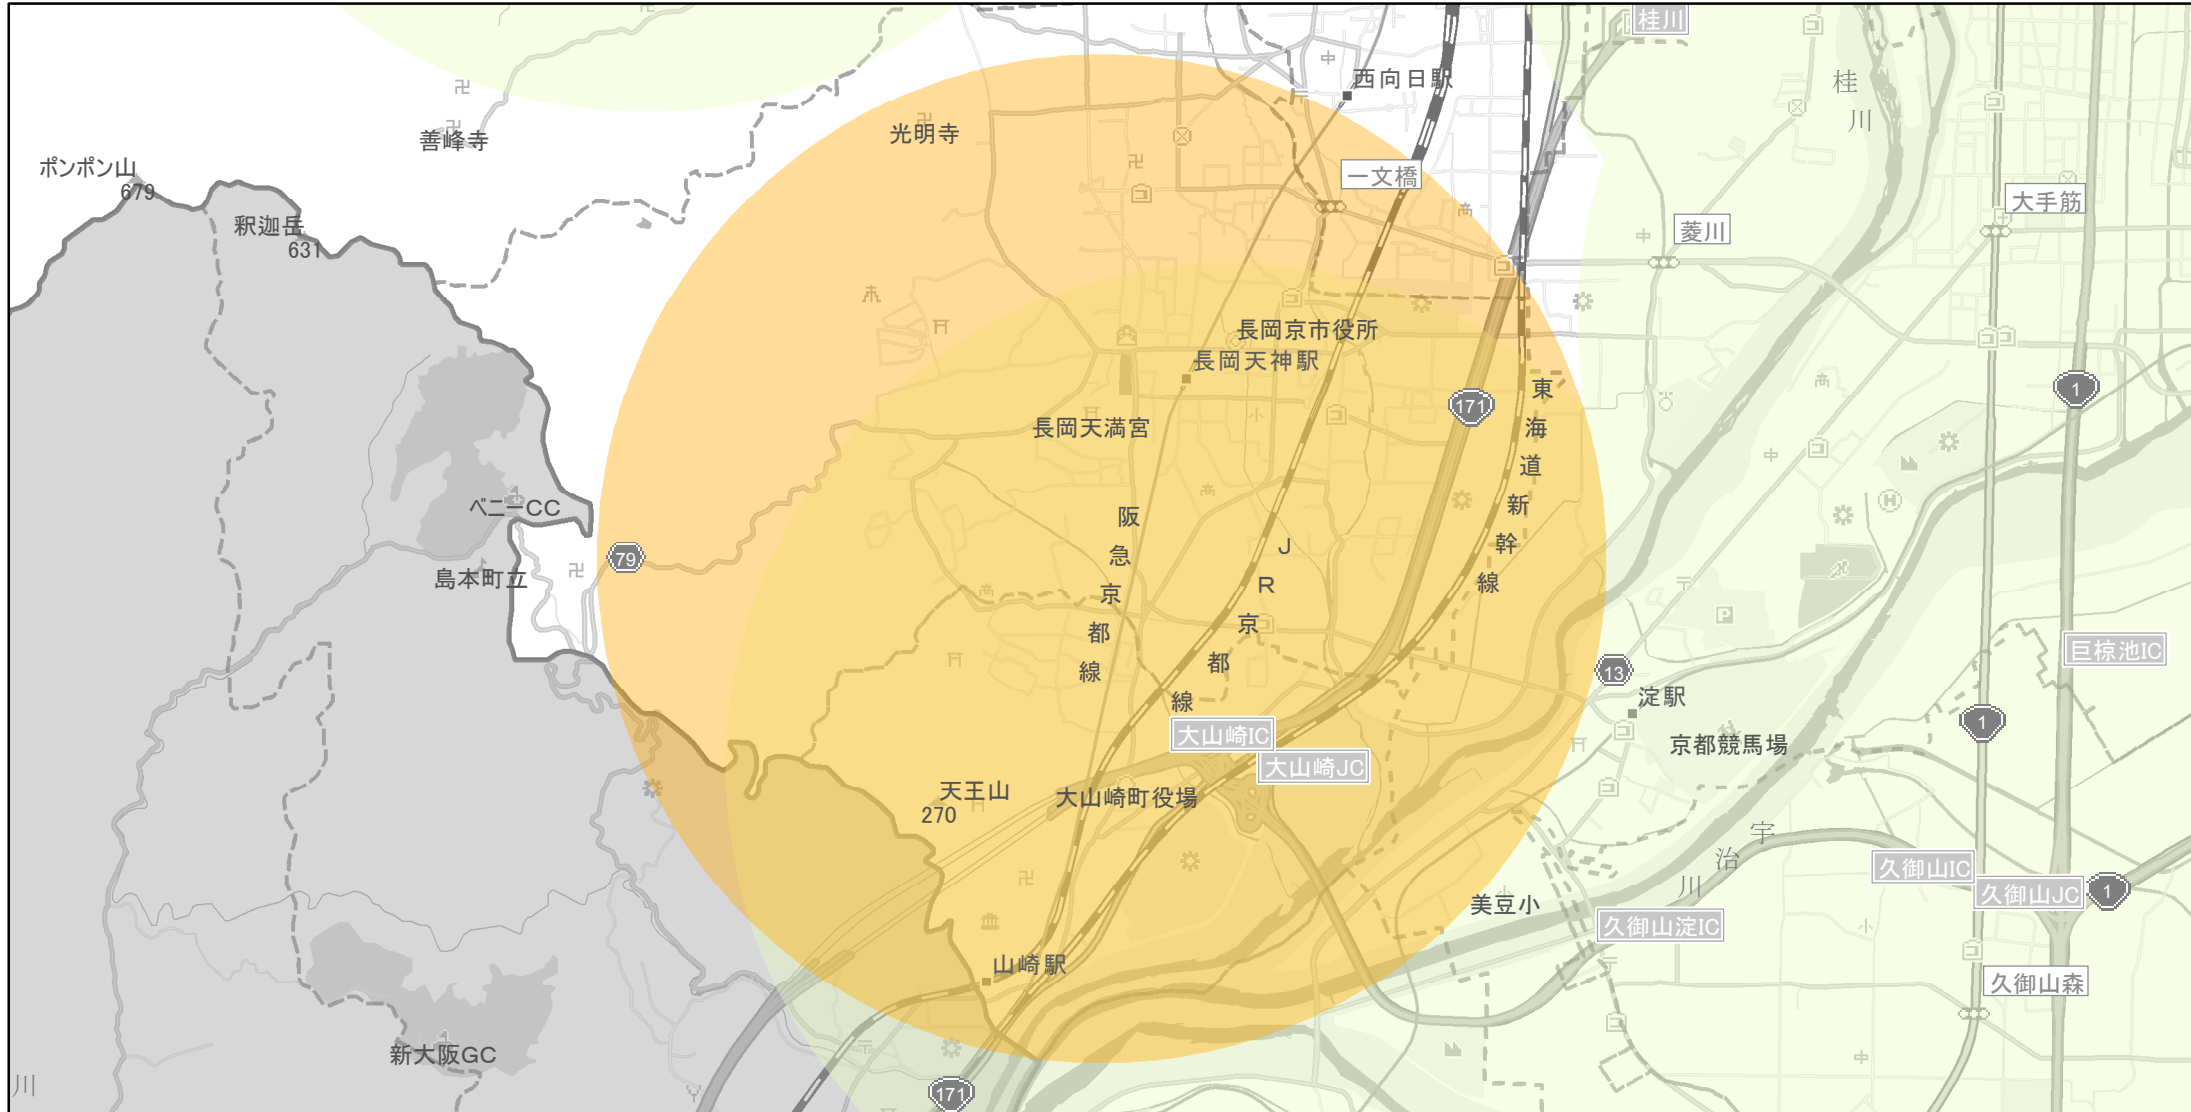 桂川
西向日駅
桂
川
光明寺
善峰寺
ポンポン山
679
一文橋
大手筋
釈迦岳
631
菱川
長岡京市役所
長岡天神駅
171
1
東海道新幹線
長岡天満宮
ベニーCC
阪急京都線
JR京都線
79
島本町立
13
巨椋池IC
淀駅
1
京都競馬場
大山崎IC
大山崎JC
天王山
270
大山崎町役場
宇治川
久御山IC
久御山JC
1
美豆小
久御山淀IC
山崎駅
久御山森
新大阪GC
川
171